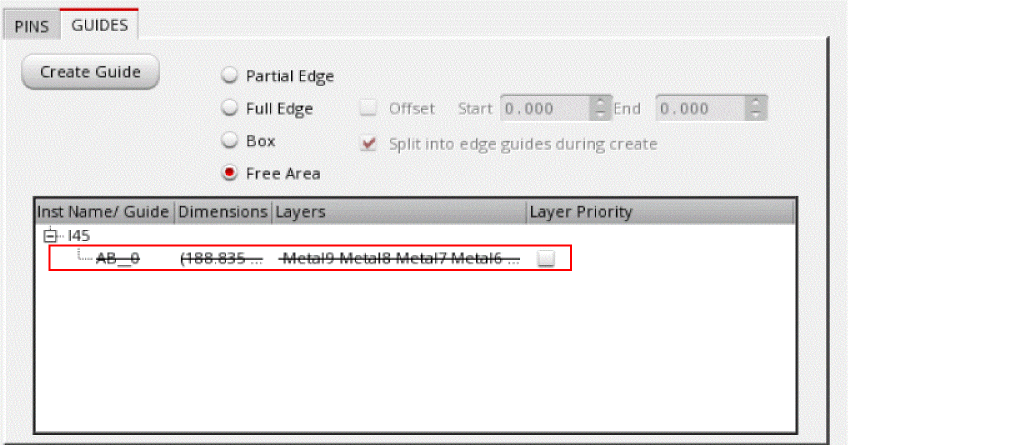 PINS GUIDES
Create Guide
Partial Edge
Full Edge Offset Start 0.000 End 0.000
Box Split into edge guides during create
Free Area
Inst Name/ Guide Dimensions Layers Layer Priority
I45
AB__0 (188.835 ... Metal9 Metal8 Metal7 Metal6 ...